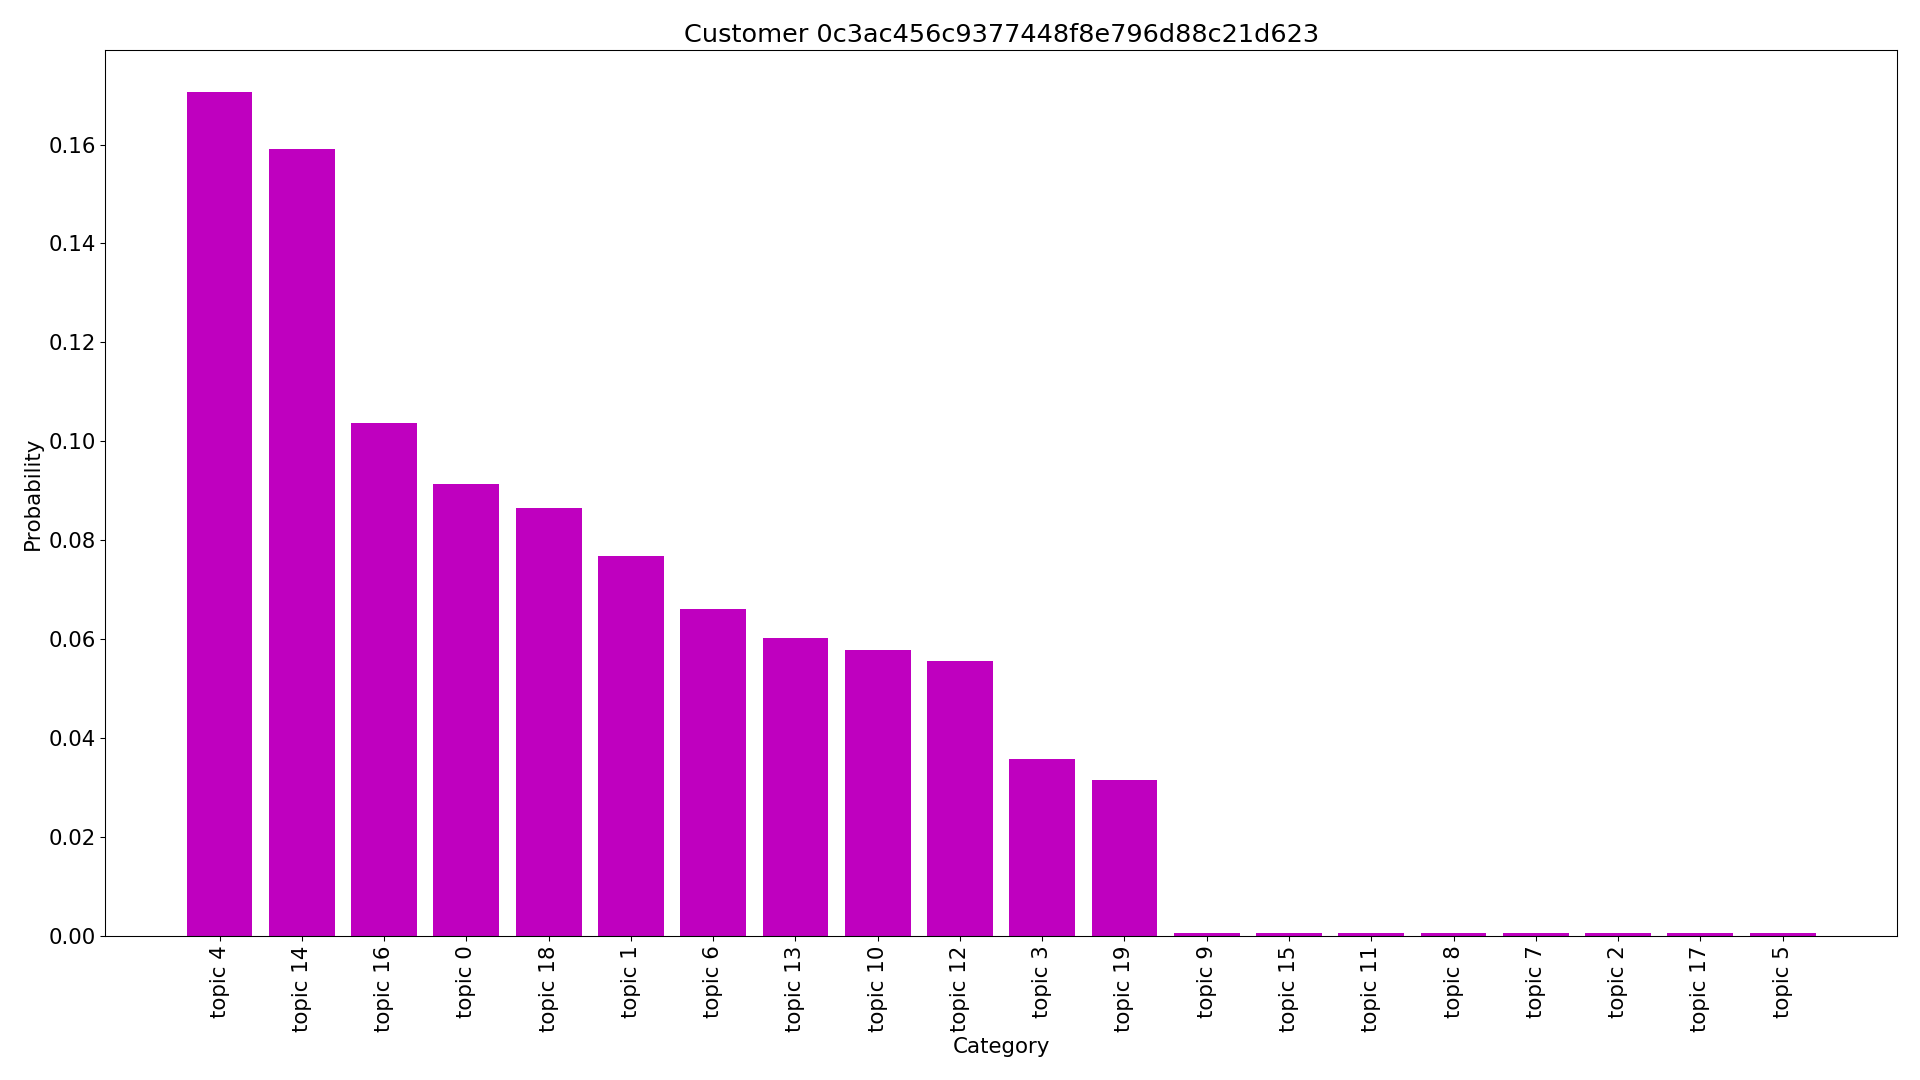 Customer 0c3ac456c9377448f8e796d88c21d623
Probability
0.16
0.14
0.12
0.10
0.08
0.06
0.04
0.02
0.00
topic 4
topic 14
topic 16
topic 0
topic 18
topic 1
topic 6
topic 13
topic 10
topic 12
topic 3
topic 19
topic 9
topic 15
topic 11
topic 8
topic 7
topic 2
topic 17
topic 5
Category